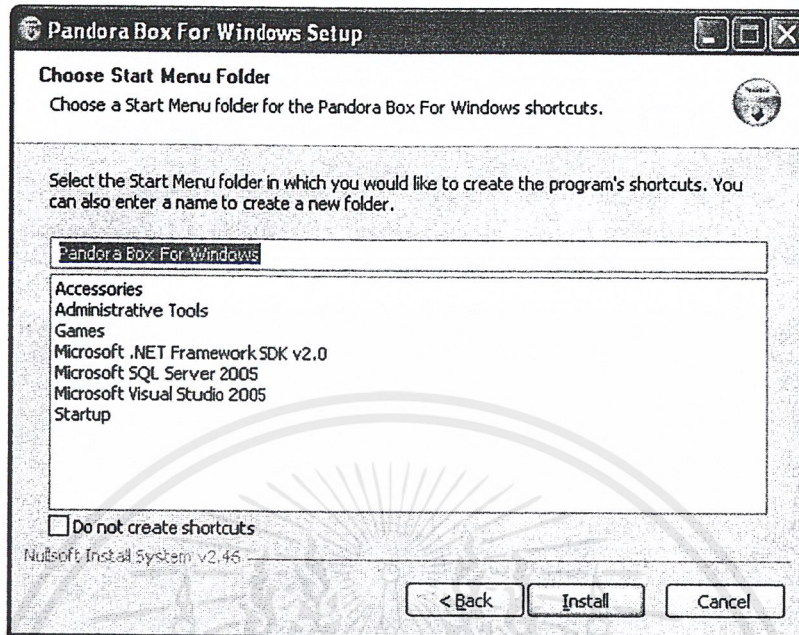 Pandora Box For Windows Setup
Choose Start Menu Folder
Choose a Start Menu folder for the Pandora Box For Windows shortcuts.
Select the Start Menu folder in which you would like to create the program's shortcuts. You
can also enter a name to create a new folder.
Pandora Box For Windows
Accessories
Administrative Tools
Games
Microsoft .NET Framework SDK v2.0
Microsoft SQL Server 2005
Microsoft Visual Studio 2005
Startup
Do not create shortcuts
Nullsoft Install System v2.46
< Back
Install
Cancel